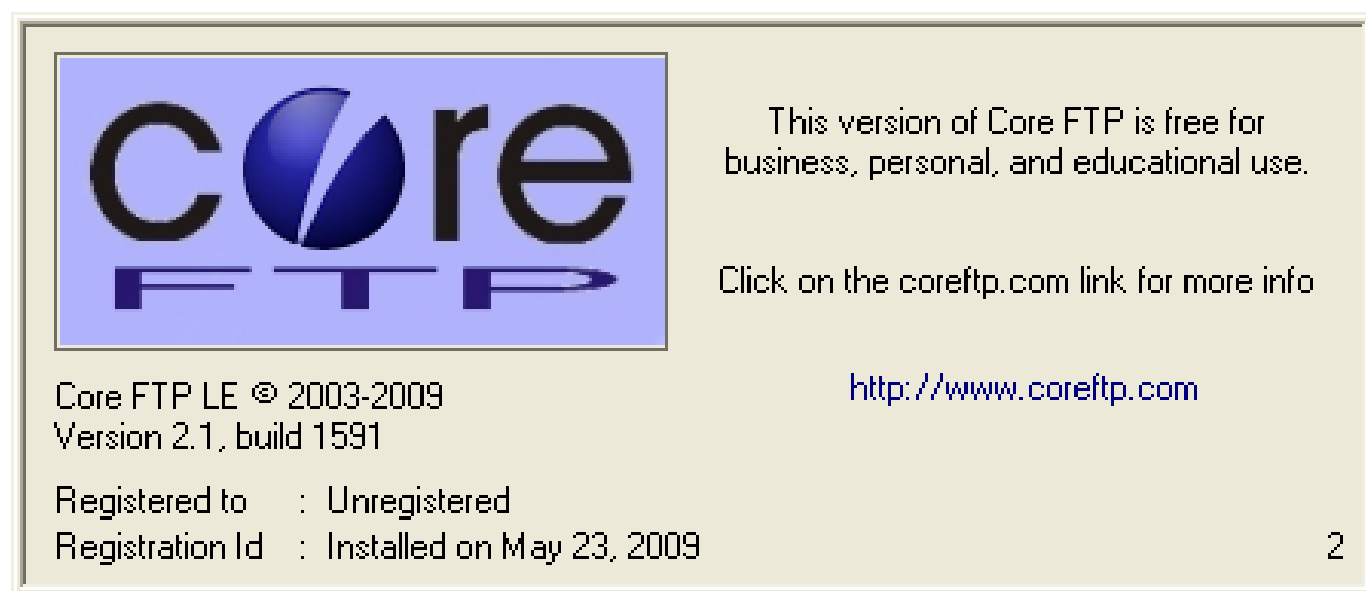 core
FTP
This version of Core FTP is free for
business, personal, and educational use.
Click on the coreftp.com link for more info
http://www.coreftp.com
Core FTP LE © 2003-2009
Version 2.1, build 1591
Registered to : Unregistered
Registration Id : Installed on May 23, 2009
2